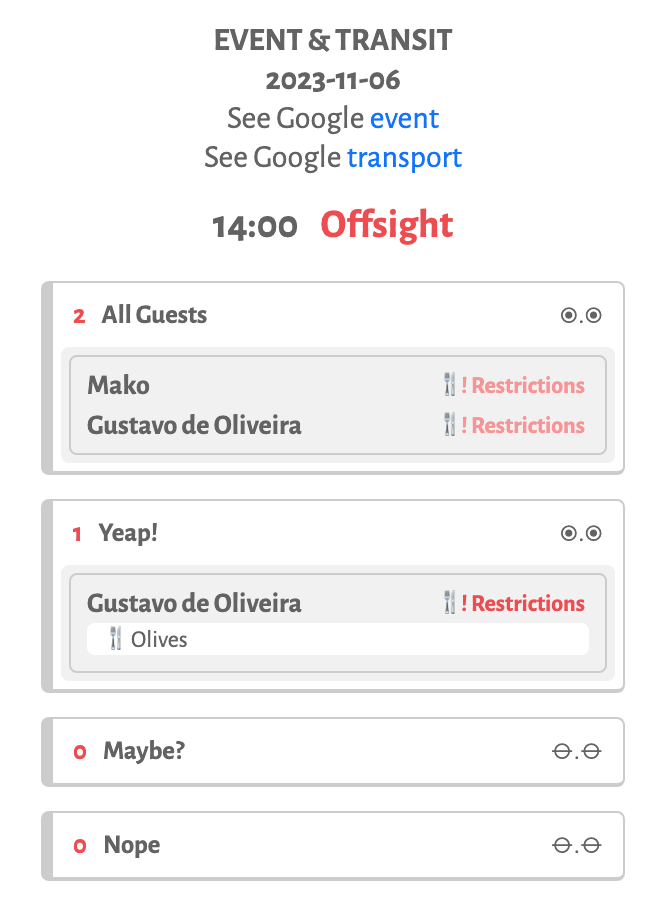 EVENT & TRANSIT
2023-11-06
See Google event
See Google transport
14:00 Offsight
2 All Guests ◉.◉
Mako 🍴! Restrictions
Gustavo de Oliveira 🍴! Restrictions
1 Yeap! ◉.◉
Gustavo de Oliveira 🍴! Restrictions
🍴 Olives
0 Maybe? ⊖.⊖
0 Nope ⊖.⊖